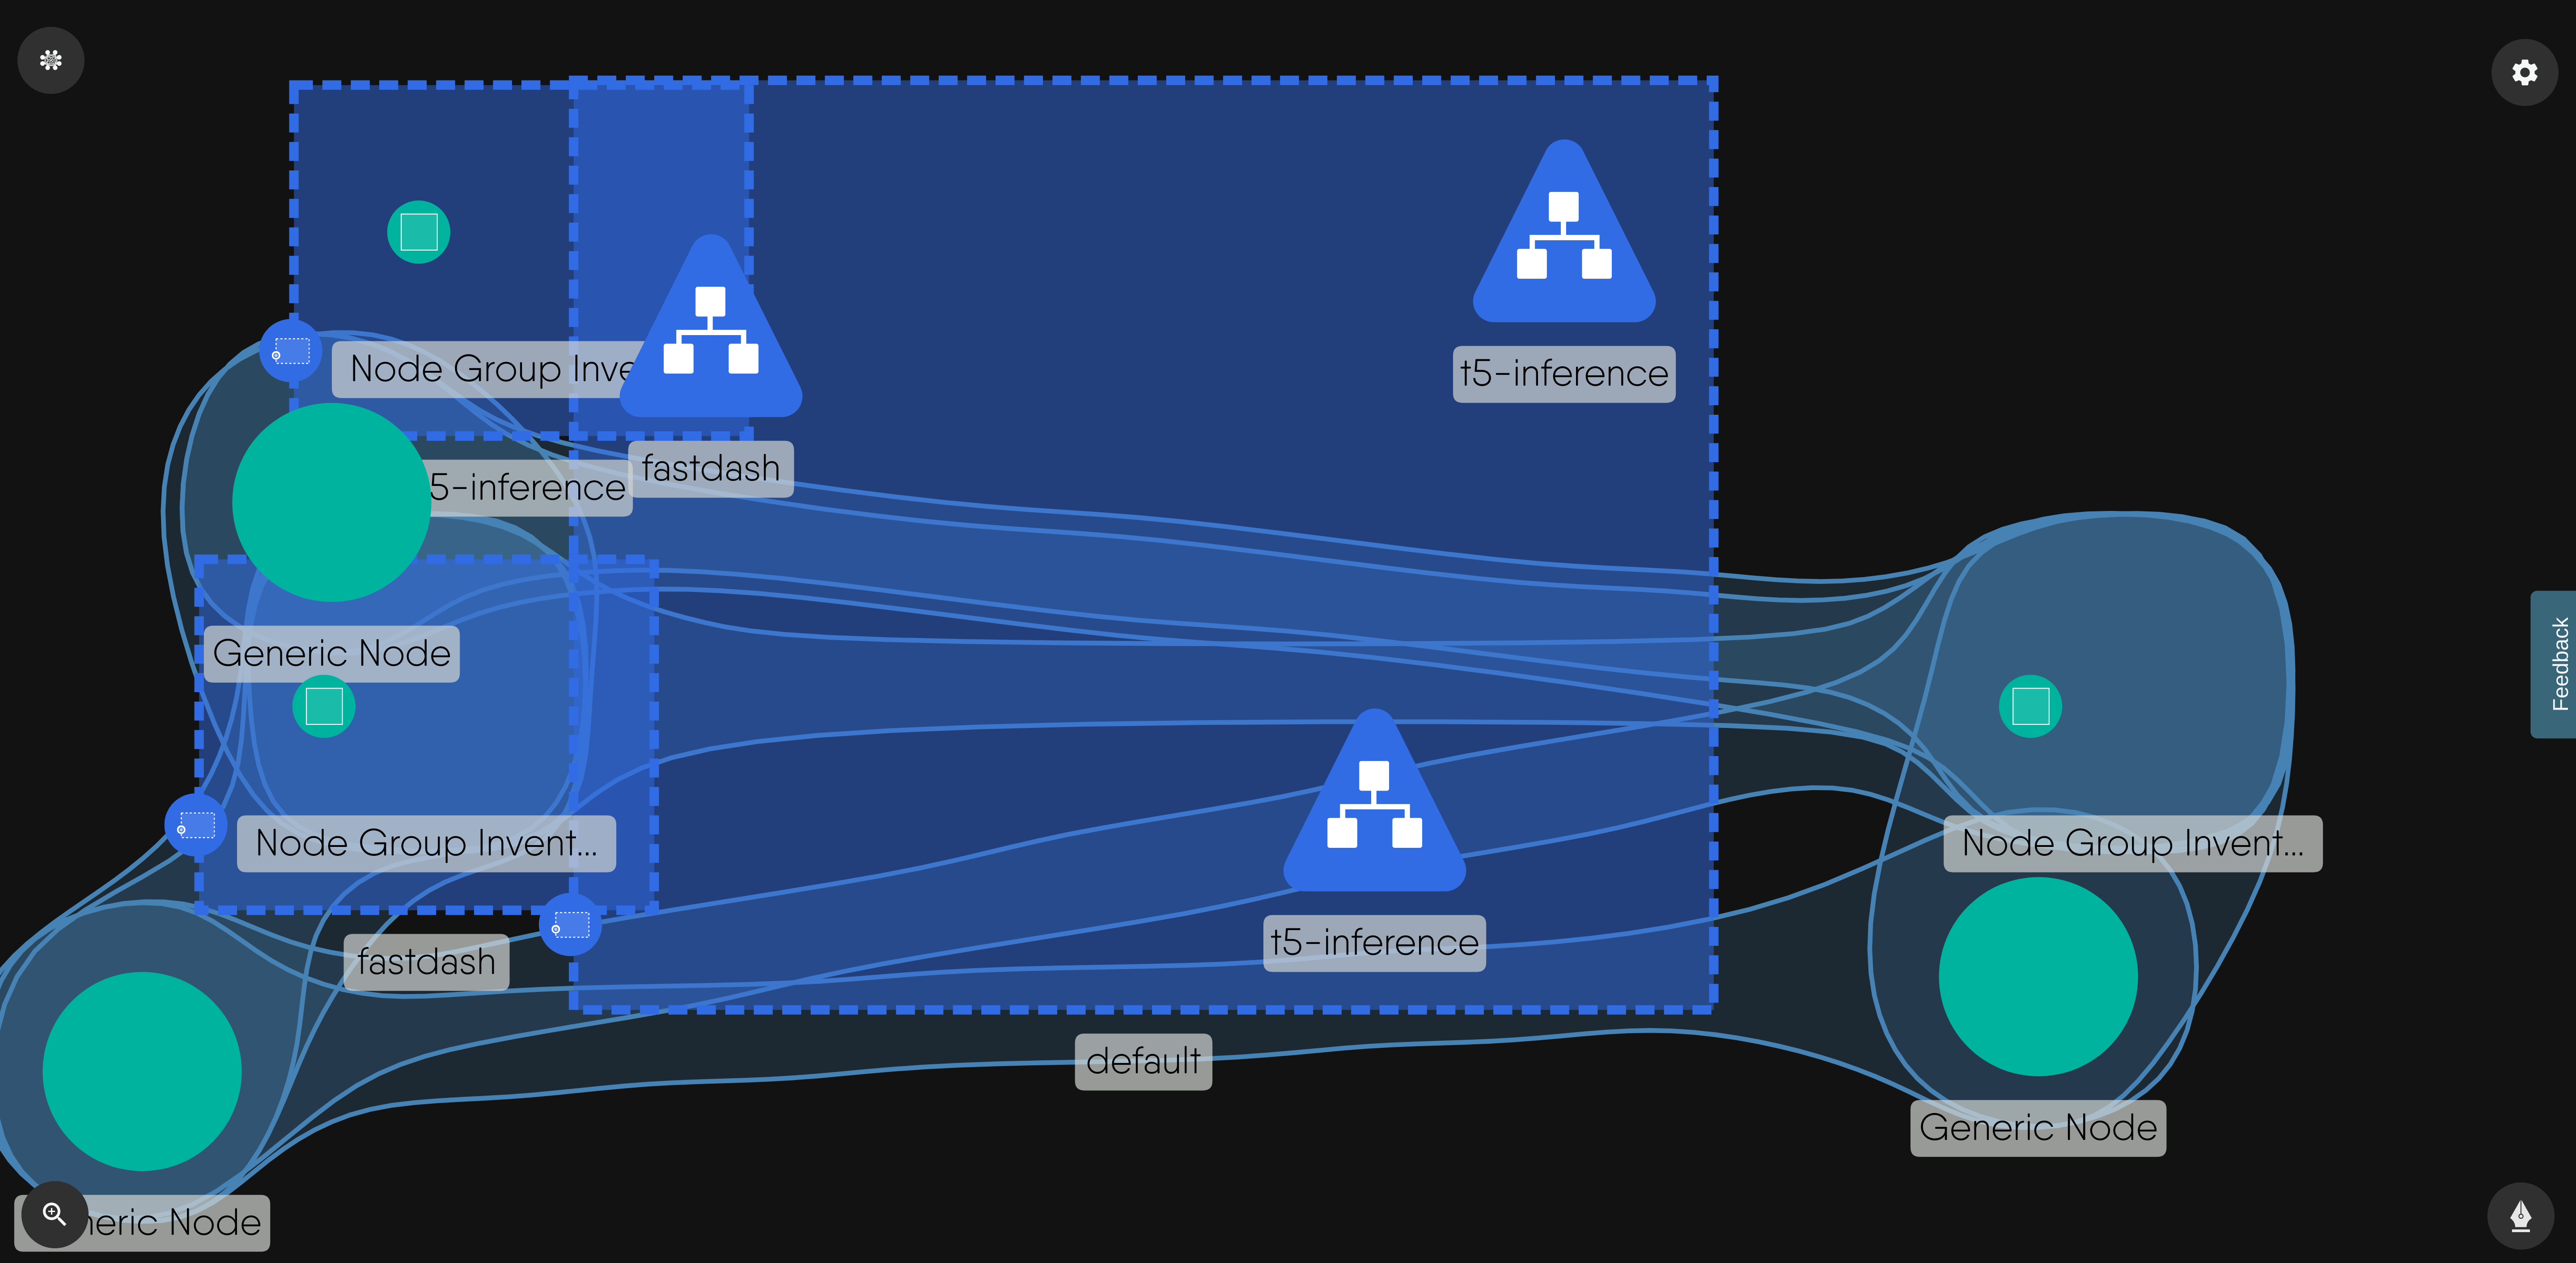 t5-inference
Node Group Inve
fastdash
5-inference
Feedback
Generic Node
Node Group Invent...
Node Group Invent...
t5-inference
fastdash
default
Generic Node
neric Node